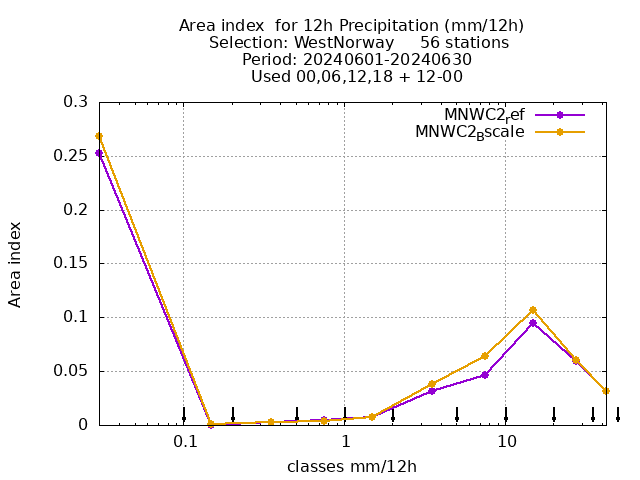 Area index  for 12h Precipitation (mm/12h)
Selection: WestNorway     56 stations
Period: 20240601-20240630
Used 00,06,12,18 + 12-00
MNWC2ref
MNWC2Bscale
0.3
0.25
0.2
0.15
0.1
0.05
0
Area index
0.1
1
10
classes mm/12h